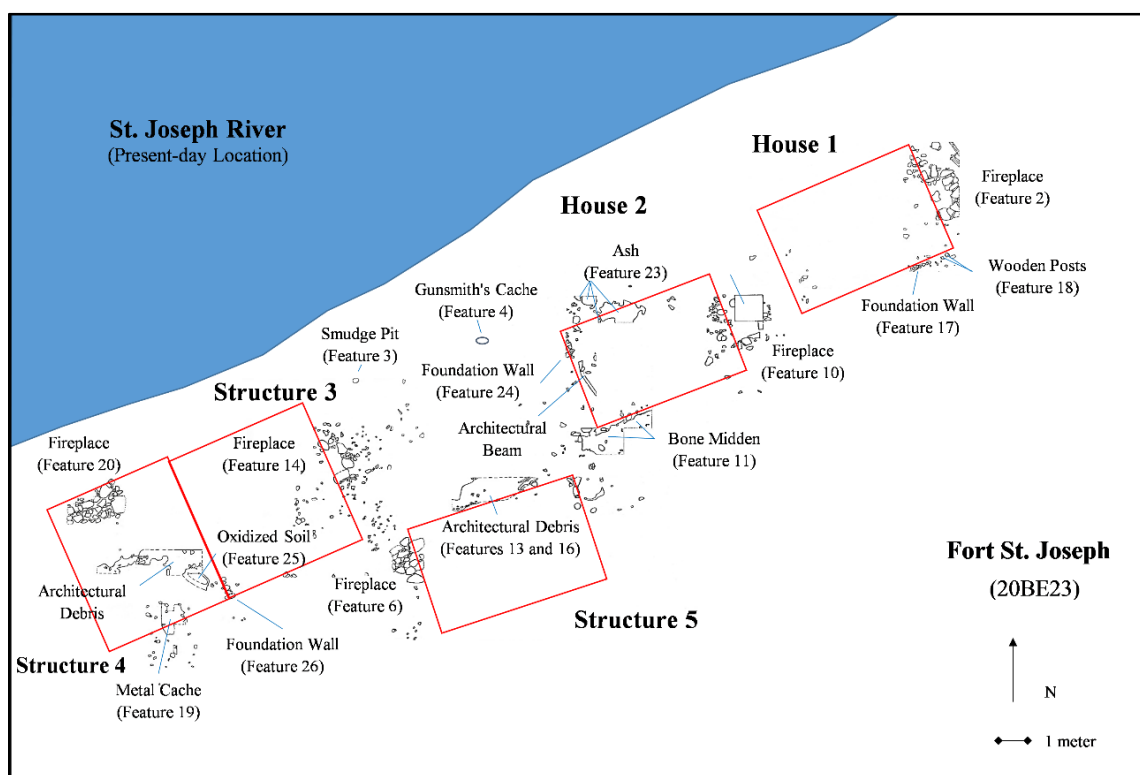 St. Joseph River
(Present-day Location)
House 1
Fireplace
(Feature 2)
House 2
Ash
(Feature 23)
Wooden Posts
(Feature 18)
Gunsmith's Cache
(Feature 4)
Foundation Wall
(Feature 17)
Smudge Pit
(Feature 3)
Fireplace
(Feature 10)
Foundation Wall
(Feature 24)
Structure 3
Architectural
Beam
Bone Midden
(Feature 11)
Fireplace
(Feature 20)
Fireplace
(Feature 14)
Architectural Debris
(Features 13 and 16)
Oxidized Soil
(Feature 25)
Fort St. Joseph
(20BE23)
Architectural
Debris
Fireplace
(Feature 6)
Structure 5
Foundation Wall
(Feature 26)
Structure 4
Metal Cache
(Feature 19)
N
1 meter